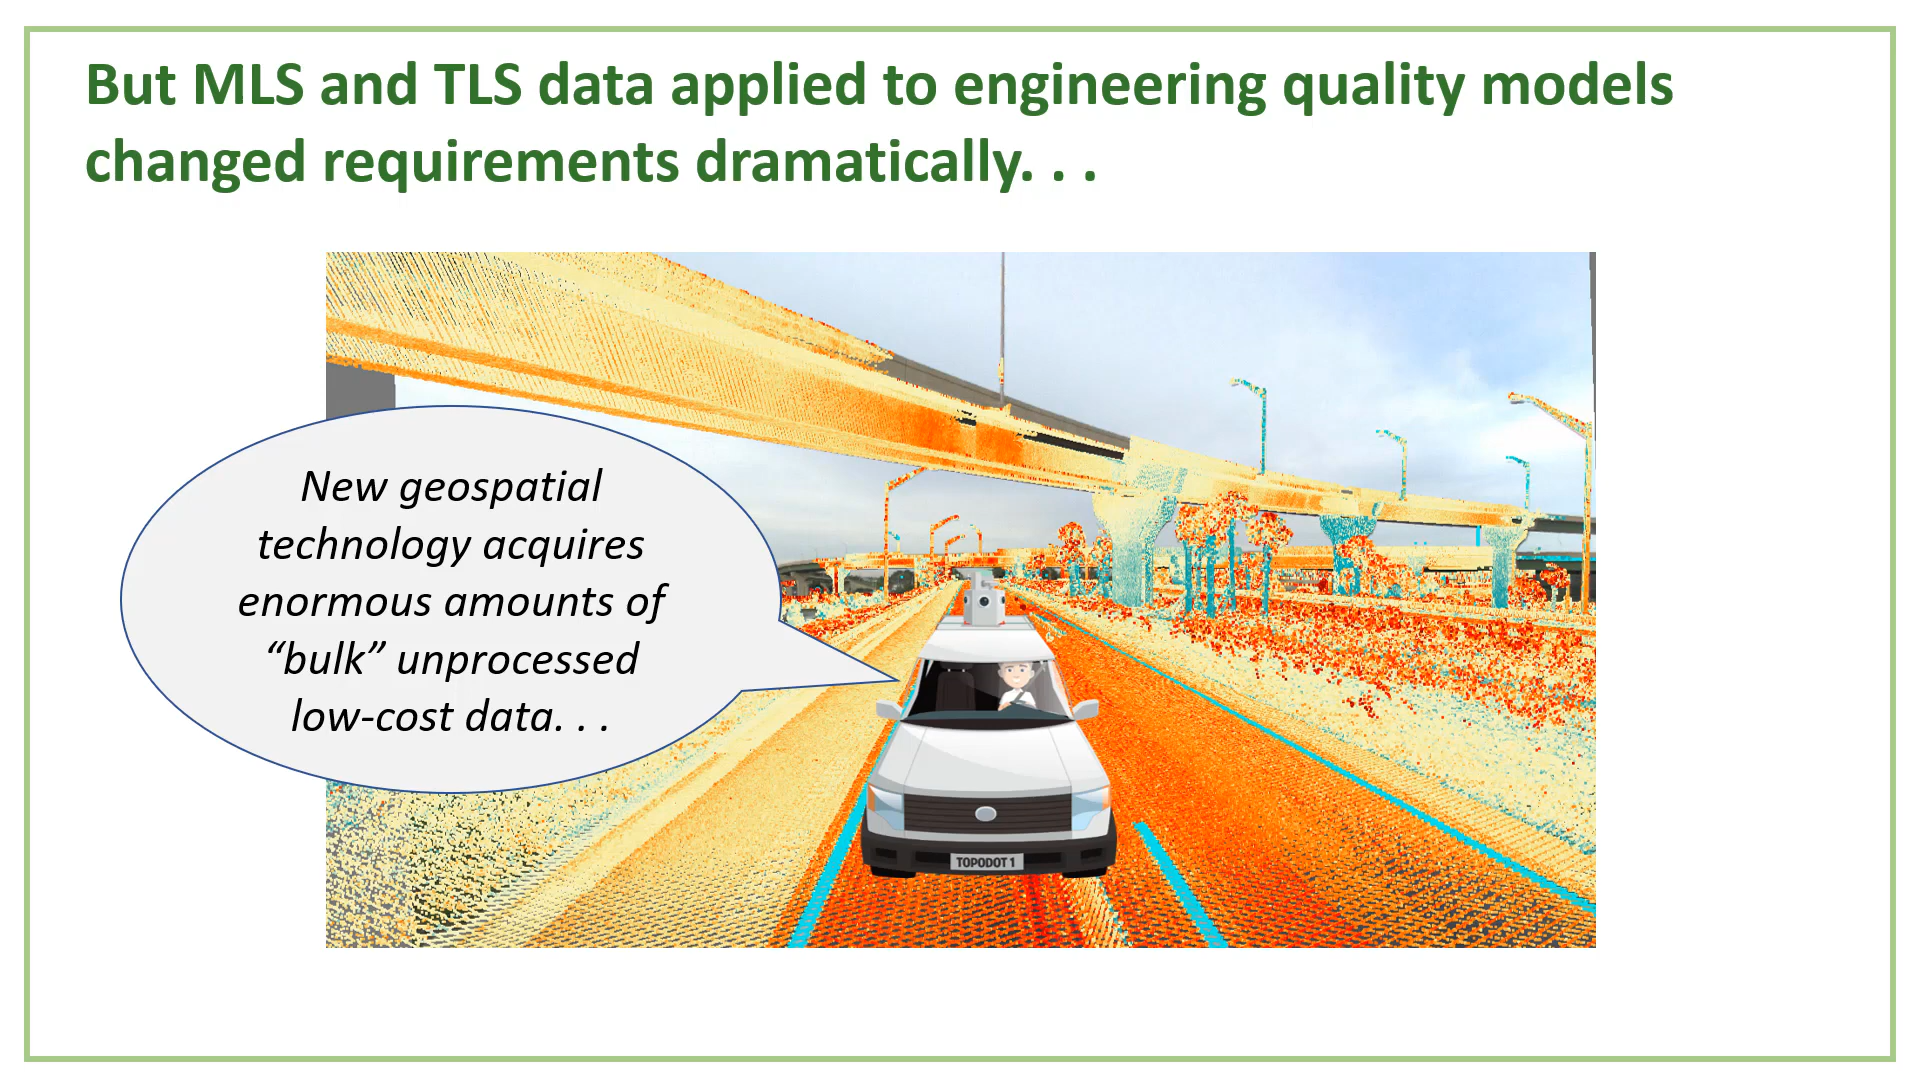 But MLS and TLS data applied to engineering quality models
changed requirements dramatically. . .
New geospatial
technology acquires
enormous amounts of
“bulk” unprocessed
low-cost data. . .
TOPODOT 1